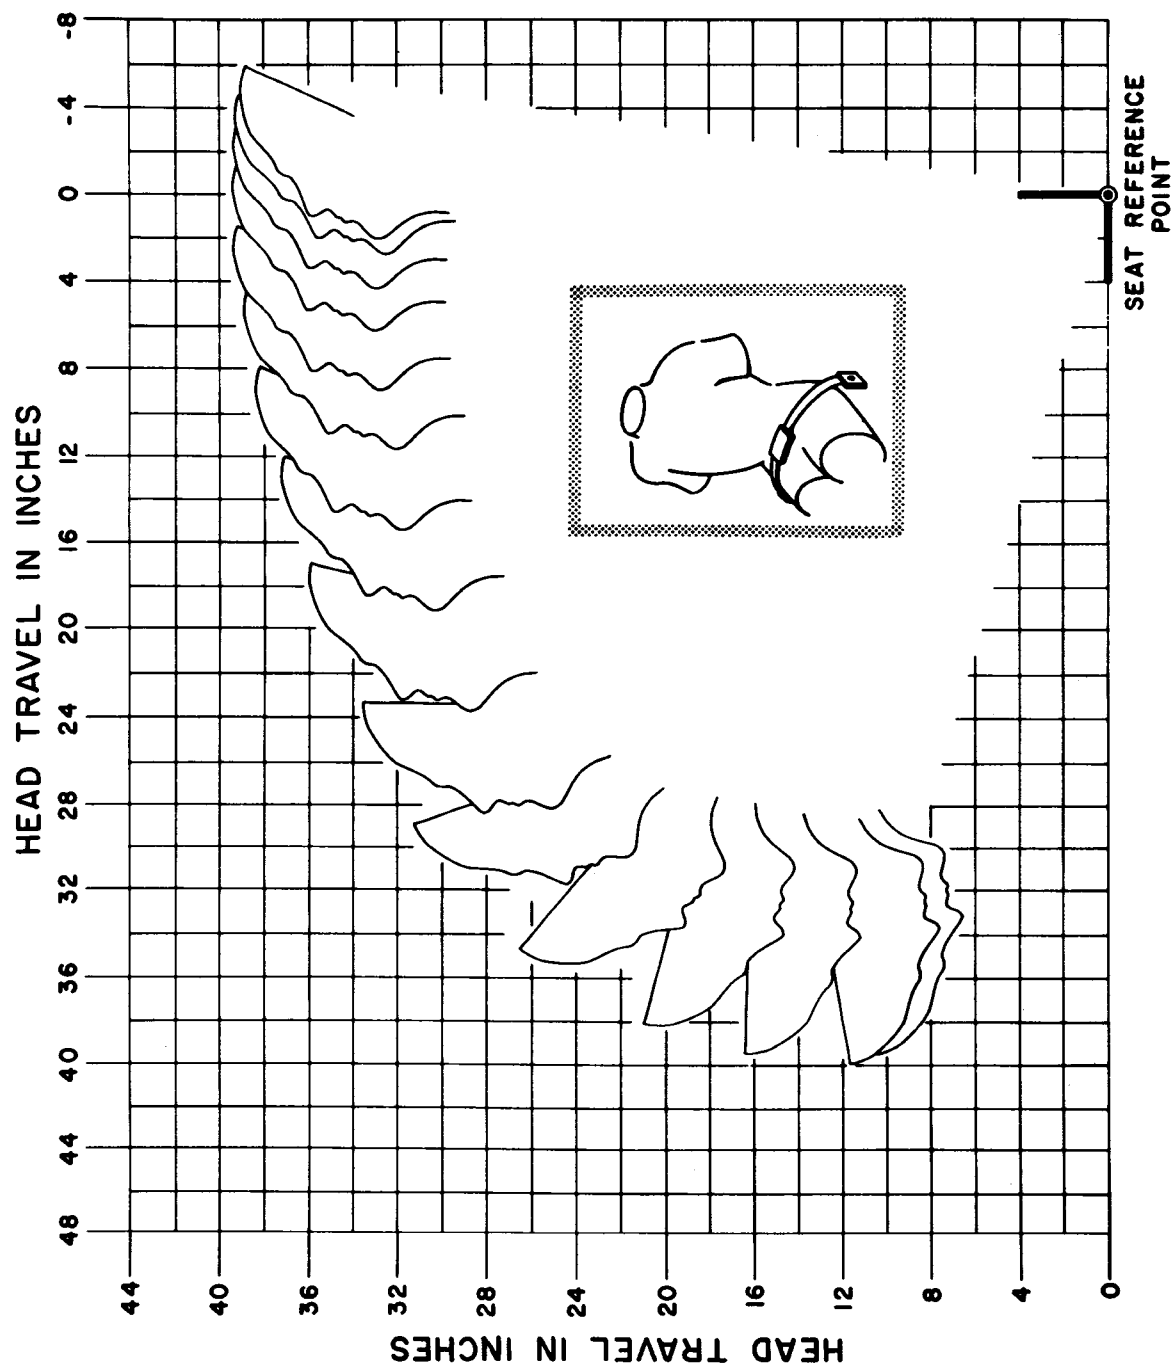 HEAD TRAVEL IN INCHES
48 44 40 36 32 28 24 20 16 12 8 4 0 -4 -8
44
40
36
32
28
24
20
16
12
8
4
0
HEAD TRAVEL IN INCHES
SEAT REFERENCE
POINT